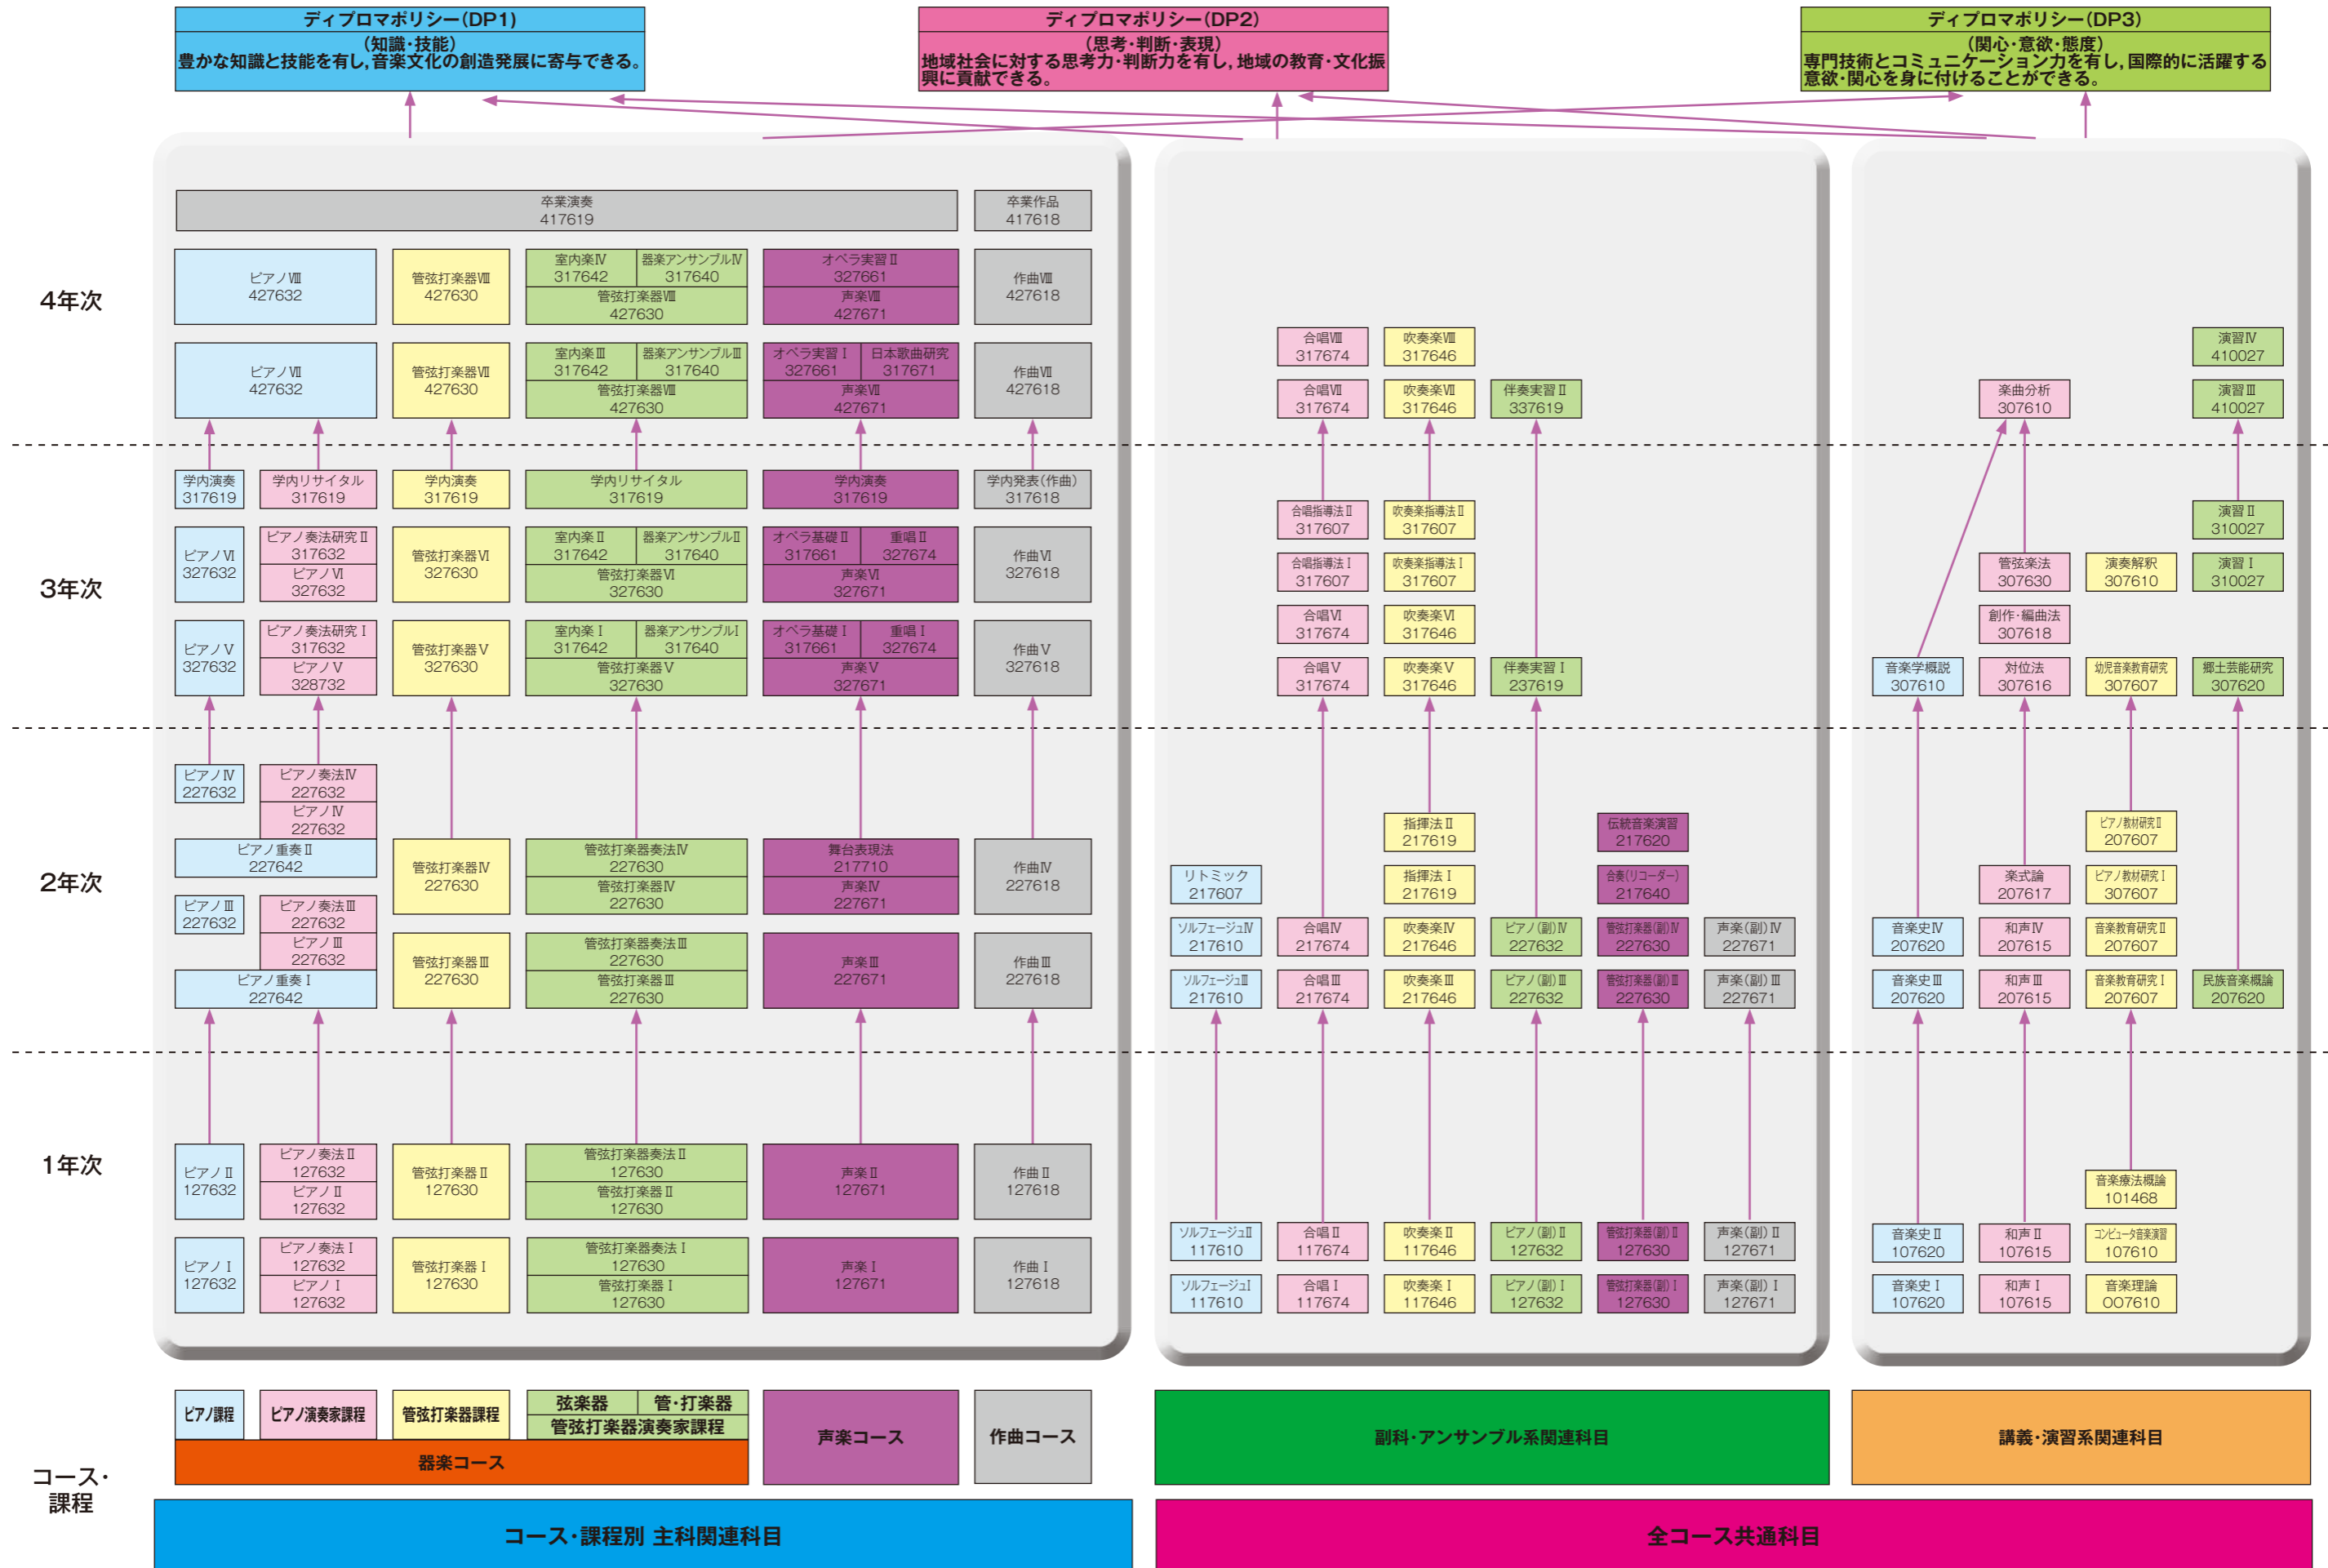 ディプロマポリシー(DP1)
(知識・技能)
豊かな知識と技能を有し,音楽文化の創造発展に寄与できる。
ディプロマポリシー(DP2)
(思考・判断・表現)
地域社会に対する思考力・判断力を有し,地域の教育・文化振
興に貢献できる。
ディプロマポリシー(DP3)
(関心・意欲・態度)
専門技術とコミュニケーション力を有し,国際的に活躍する
意欲・関心を身に付けることができる。
4年次
卒業演奏
417619
卒業作品
417618
ピアノⅧ
427632
管弦打楽器Ⅷ
427630
室内楽Ⅳ
317642
器楽アンサンブルⅣ
317640
管弦打楽器Ⅷ
427630
オペラ実習Ⅱ
327661
声楽Ⅷ
427671
作曲Ⅷ
427618
ピアノⅦ
427632
管弦打楽器Ⅶ
427630
室内楽Ⅲ
317642
器楽アンサンブルⅢ
317640
管弦打楽器Ⅶ
427630
オペラ実習Ⅰ
327661
日本歌曲研究
317671
声楽Ⅶ
427671
作曲Ⅶ
427618
合唱Ⅷ
317674
吹奏楽Ⅷ
317646
合唱Ⅶ
317674
吹奏楽Ⅶ
317646
伴奏実習Ⅱ
337619
演習Ⅳ
410027
楽曲分析
307610
演習Ⅲ
410027
3年次
学内演奏
317619
学内リサイタル
317619
学内演奏
317619
学内リサイタル
317619
学内演奏
317619
学内発表(作曲)
317618
ピアノⅥ
327632
ピアノ奏法研究Ⅱ
317632
ピアノⅥ
327632
管弦打楽器Ⅵ
327630
室内楽Ⅱ
317642
器楽アンサンブルⅡ
317640
管弦打楽器Ⅵ
327630
オペラ基礎Ⅱ
317661
重唱Ⅱ
327674
声楽Ⅵ
327671
作曲Ⅵ
327618
ピアノⅤ
327632
ピアノ奏法研究Ⅰ
317632
ピアノⅤ
328732
管弦打楽器Ⅴ
327630
室内楽Ⅰ
317642
器楽アンサンブルⅠ
317640
管弦打楽器Ⅴ
327630
オペラ基礎Ⅰ
317661
重唱Ⅰ
327674
声楽Ⅴ
327671
作曲Ⅴ
327618
合唱指導法Ⅱ
317607
吹奏楽指導法Ⅱ
317607
合唱指導法Ⅰ
317607
吹奏楽指導法Ⅰ
317607
合唱Ⅵ
317674
吹奏楽Ⅵ
317646
合唱Ⅴ
317674
吹奏楽Ⅴ
317646
伴奏実習Ⅰ
237619
演習Ⅱ
310027
管弦楽法
307630
演奏解釈
307610
演習Ⅰ
310027
創作・編曲法
307618
音楽学概説
307610
対位法
307616
幼児音楽教育研究
307607
郷土芸能研究
307620
2年次
ピアノⅣ
227632
ピアノ奏法Ⅳ
227632
ピアノⅣ
227632
ピアノ重奏Ⅱ
227642
管弦打楽器Ⅳ
227630
管弦打楽器奏法Ⅳ
227630
管弦打楽器Ⅳ
227630
舞台表現法
217710
声楽Ⅳ
227671
作曲Ⅳ
227618
ピアノⅢ
227632
ピアノ奏法Ⅲ
227632
ピアノⅢ
227632
ピアノ重奏Ⅰ
227642
管弦打楽器Ⅲ
227630
管弦打楽器奏法Ⅲ
227630
管弦打楽器Ⅲ
227630
声楽Ⅲ
227671
作曲Ⅲ
227618
指揮法Ⅱ
217619
伝統音楽演習
217620
リトミック
217607
指揮法Ⅰ
217619
合奏(リコーダー)
217640
ソルフェージュⅣ
217610
合唱Ⅳ
217674
吹奏楽Ⅳ
217646
ピアノ(副)Ⅳ
227632
管弦打楽器(副)Ⅳ
227630
声楽(副)Ⅳ
227671
ソルフェージュⅢ
217610
合唱Ⅲ
217674
吹奏楽Ⅲ
217646
ピアノ(副)Ⅲ
227632
管弦打楽器(副)Ⅲ
227630
声楽(副)Ⅲ
227671
ピアノ教材研究Ⅱ
207607
楽式論
207617
ピアノ教材研究Ⅰ
307607
音楽史Ⅳ
207620
和声Ⅳ
207615
音楽教育研究Ⅱ
207607
音楽史Ⅲ
207620
和声Ⅲ
207615
音楽教育研究Ⅰ
207607
民族音楽概論
207620
1年次
ピアノⅡ
127632
ピアノ奏法Ⅱ
127632
ピアノⅡ
127632
管弦打楽器Ⅱ
127630
管弦打楽器奏法Ⅱ
127630
管弦打楽器Ⅱ
127630
声楽Ⅱ
127671
作曲Ⅱ
127618
ピアノⅠ
127632
ピアノ奏法Ⅰ
127632
ピアノⅠ
127632
管弦打楽器Ⅰ
127630
管弦打楽器奏法Ⅰ
127630
管弦打楽器Ⅰ
127630
声楽Ⅰ
127671
作曲Ⅰ
127618
ソルフェージュⅡ
117610
合唱Ⅱ
117674
吹奏楽Ⅱ
117646
ピアノ(副)Ⅱ
127632
管弦打楽器(副)Ⅱ
127630
声楽(副)Ⅱ
127671
ソルフェージュⅠ
117610
合唱Ⅰ
117674
吹奏楽Ⅰ
117646
ピアノ(副)Ⅰ
127632
管弦打楽器(副)Ⅰ
127630
声楽(副)Ⅰ
127671
音楽療法概論
101468
音楽史Ⅱ
107620
和声Ⅱ
107615
コンピュータ音楽演習
107610
音楽史Ⅰ
107620
和声Ⅰ
107615
音楽理論
OO7610
コース・
課程
ピアノ課程
ピアノ演奏家課程
管弦打楽器課程
弦楽器
管・打楽器
管弦打楽器演奏家課程
器楽コース
声楽コース
作曲コース
副科・アンサンブル系関連科目
講義・演習系関連科目
コース・課程別 主科関連科目
全コース共通科目